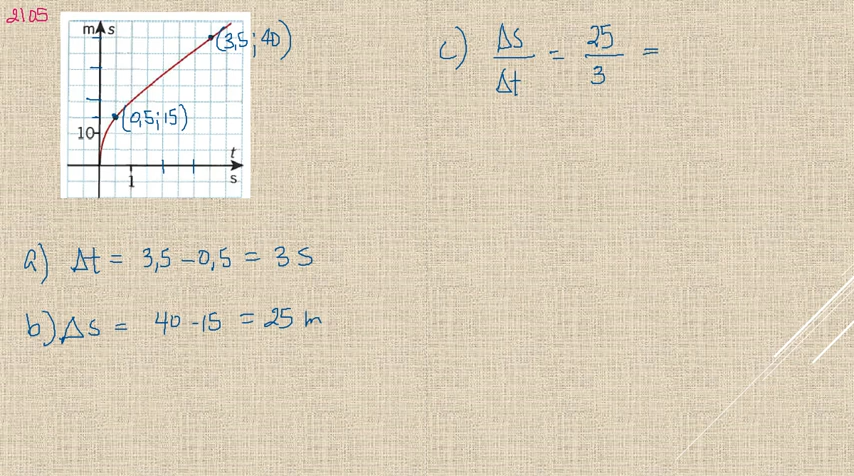 2105
m s
(3,5; 40)
(0,5; 15)
10
t
s
1
a) Δt = 3,5 - 0,5 = 3 s
b) Δs = 40 - 15 = 25 m
c) Δs/Δt = 25/3 =